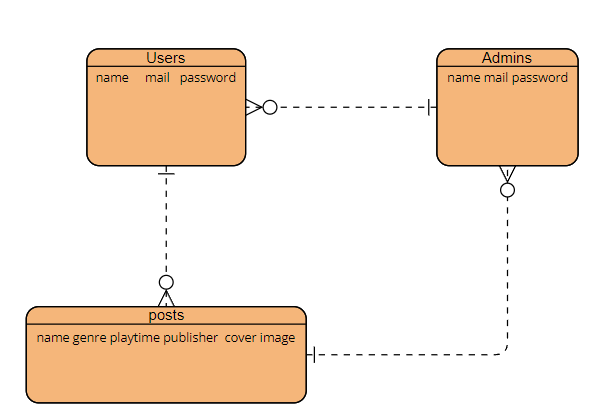 Users
name mail password
Admins
name mail password
posts
name genre playtime publisher cover image